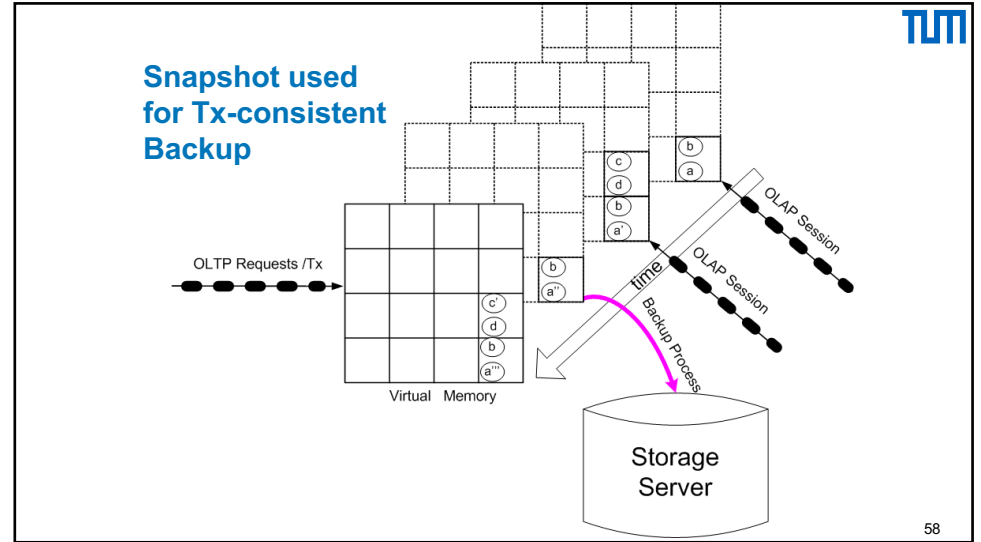 TUM
Snapshot used
for Tx-consistent
Backup
b
a
c
d
b
a'
OLAP Session
OLAP Session
time
OLTP Requests /Tx
b
a''
c'
d
b
a'''
Backup Process
Virtual Memory
Storage
Server
58